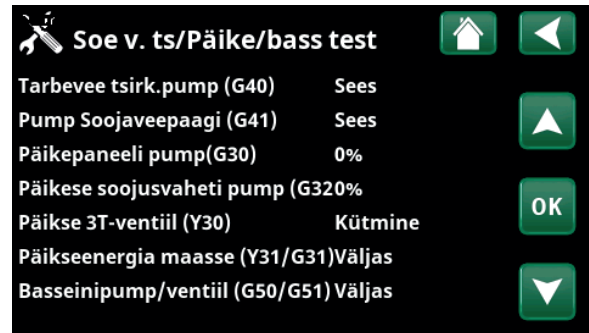 Soe v. ts/Päike/bass test
Tarbevee tsirk.pump (G40) Sees
Pump Soojaveepaagi (G41) Sees
Päikepaneeli pump(G30) 0%
Päikese soojusvaheti pump (G320%
Päikse 3T-ventiil (Y30) Kütmine
Päikseenergia maasse (Y31/G31)Väljas
Basseinipump/ventiil (G50/G51) Väljas
OK